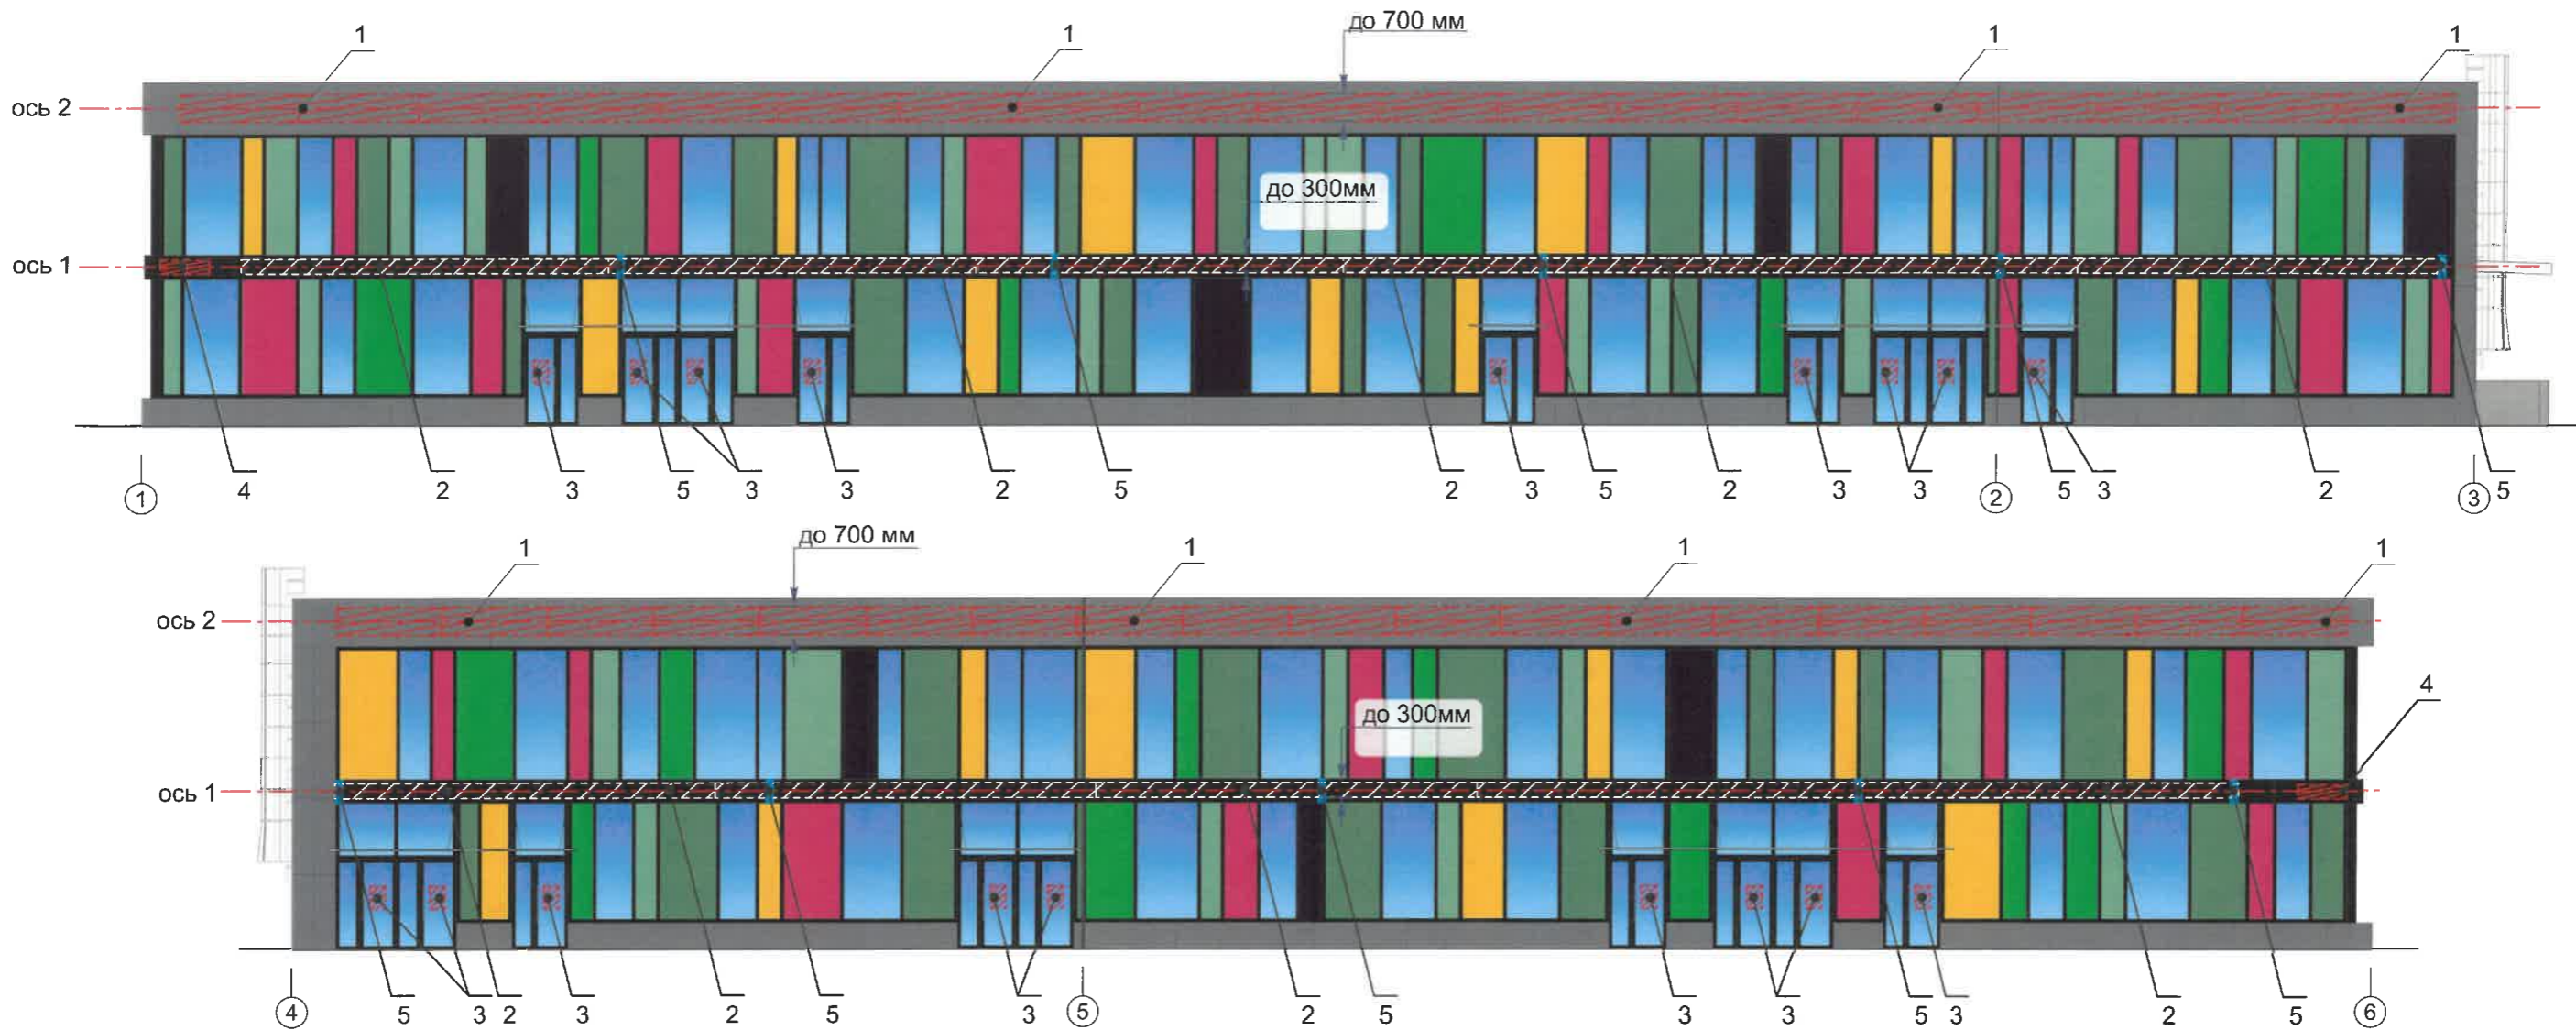 1 1 до 700 мм 1 1
ось 2
до 300мм
ось 1
4 2 3 5 3 3 2 5 2 3 5 2 3 3 5 3 2 5
1 2 3
до 700 мм
1 1 1 1
ось 2
4
до 300мм
ось 1
5 3 2 3 2 5 3 2 5 3 3 5 3 2 5
4 5 6